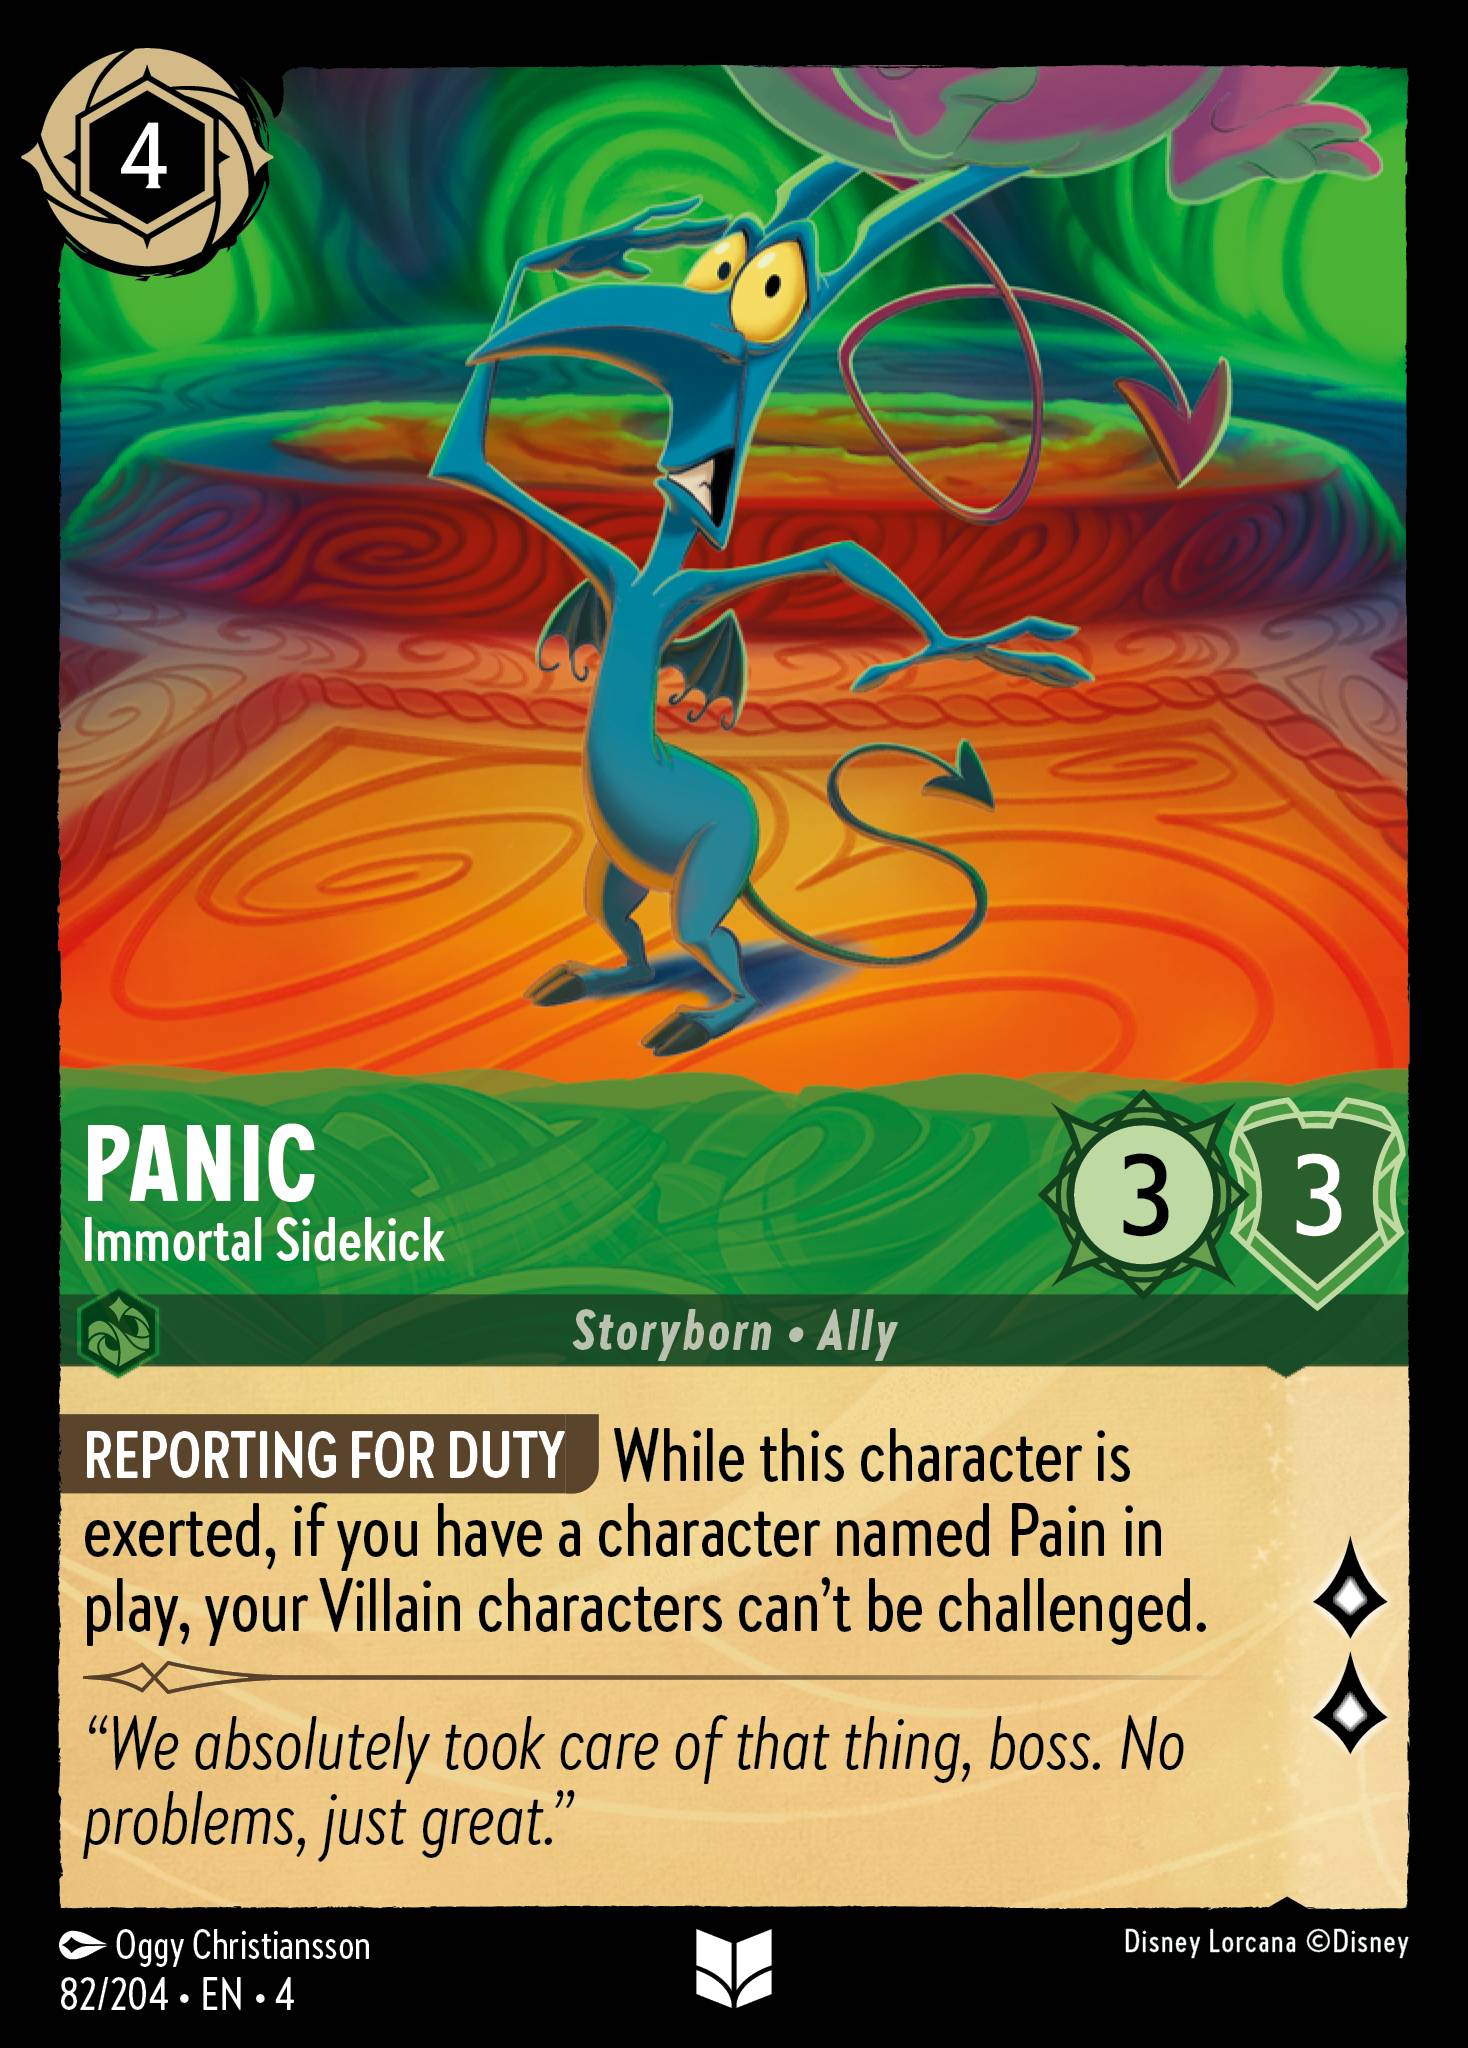 4
PANIC
Immortal Sidekick
3
3
Storyborn • Ally
REPORTING FOR DUTY While this character is
exerted, if you have a character named Pain in
play, your Villain characters can’t be challenged.
“We absolutely took care of that thing, boss. No
problems, just great.”
Oggy Christiansson
82/204 • EN • 4
Disney Lorcana ©Disney